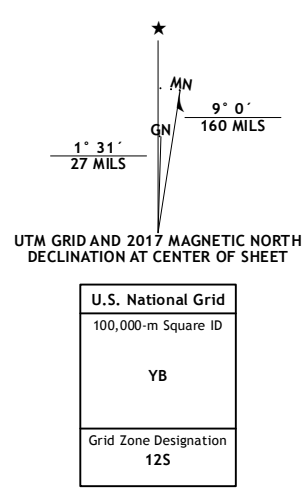 ★
MN
9° 0´
160 MILS
GN
1° 31´
27 MILS
UTM GRID AND 2017 MAGNETIC NORTH
DECLINATION AT CENTER OF SHEET
U.S. National Grid
100,000-m Square ID
YB
Grid Zone Designation
12S